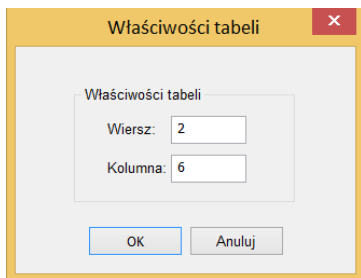 Właściwości tabeli
Właściwości tabeli
Wiersz: 2
Kolumna: 6
OK Anuluj